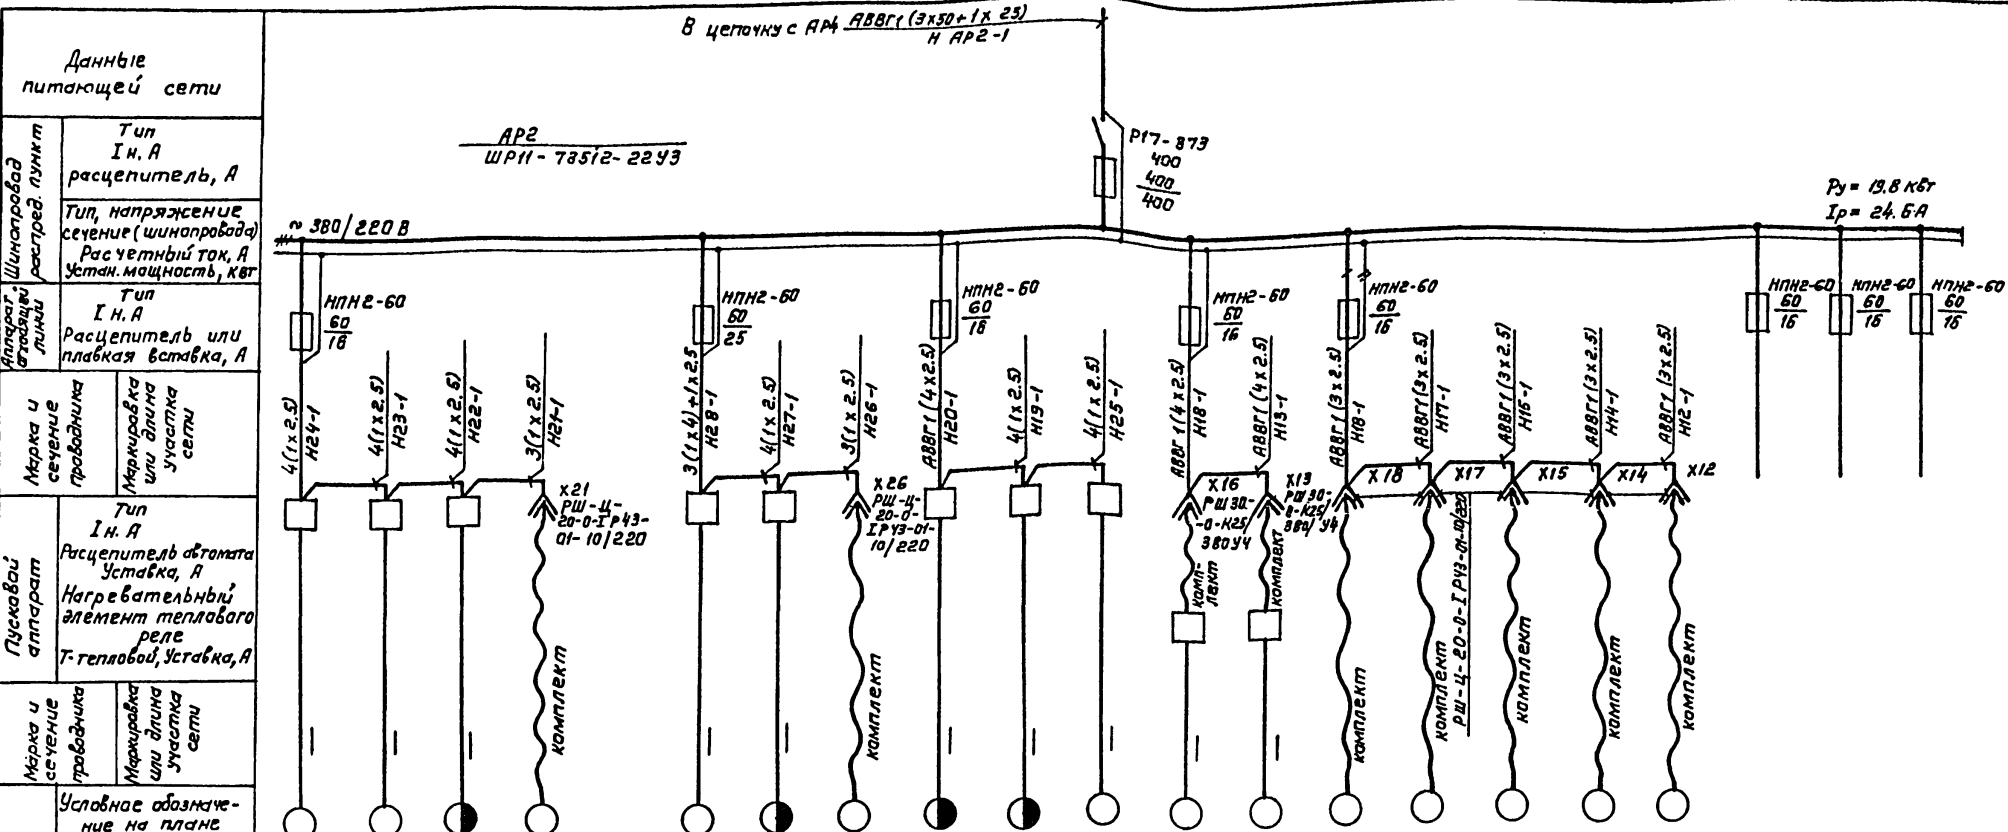 В цепочку с АР4 АВВГ1 (3х50+1х 25)
Н АР2-1
Данные
питающей сети
Шинопровод
распред. пункт
Тип
Iн. А
расцепитель, А
Тип, напряжение
сечение (шинопровода)
Расчетный ток, А
Устан. мощность, квт
Аппарат
отходящей
линии
Тип
Iн. А
Расцепитель или
плавкая вставка, А
Марка и
сечение
проводника
Маркировка
или длина
участка
сети
Пусковой
аппарат
Тип
Iн. А
Расцепитель автомата
Уставка, А
Нагревательный
элемент теплового
реле
Т-тепловой, Уставка, А
Марка и
сечение
проводника
Маркировка
или длина
участка
сети
Условное обозначе-
ние на плане
АР2
ШР11-73512-22У3
Р17-373
400
400
400
Ру= 19.8 квт
Iр= 24.6 А
~ 380/220 В
НПН2-60
60
16
НПН2-60
60
25
НПН2-60
60
16
НПН2-60
60
16
НПН2-60
60
16
НПН2-60
60
16
НПН2-60
60
16
НПН2-60
60
16
4(1х2.5)
Н24-1
4(1х2.5)
Н23-1
4(1х2.5)
Н22-1
3(1х2.5)
Н21-1
3(1х4)+1х2.5
Н28-1
4(1х2.5)
Н27-1
3(1х2.5)
Н26-1
АВВГ1(4х2.5)
Н20-1
4(1х2.5)
Н19-1
4(1х2.5)
Н25-1
АВВГ1(4х2.5)
Н16-1
АВВГ1(4х2.5)
Н13-1
АВВГ1(3х2.5)
Н18-1
АВВГ1(3х2.5)
Н17-1
АВВГ1(3х2.5)
Н15-1
АВВГ1(3х2.5)
Н14-1
АВВГ1(3х2.5)
Н12-1
Х21
РШ-Ц-
20-0-IР43-
01-10/220
Х26
РШ-Ц-
20-0-
IР43-01-
10/220
Х16
РШ30-
-0-К25/
380У4
Х13
РШ30-
0-К25/
380/У4
Х18
Х17
Х15
Х14
Х12
РШ-Ц-20-0-IР43-01-10/220
комплект
комплект
комп-
лект
комплект
комплект
комплект
комплект
комплект
комплект